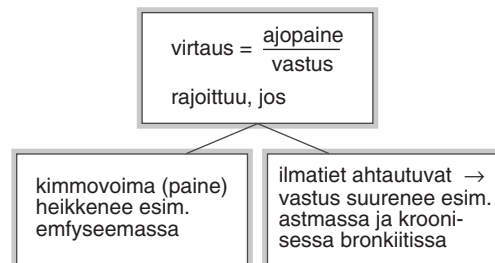 virtaus = ajopaine / vastus
rajoittuu, jos
kimmovoima (paine)
heikkenee esim.
emfyseemassa
ilmatiet ahtautuvat →
vastus suurenee esim.
astmassa ja krooni-
sessa bronkiitissa